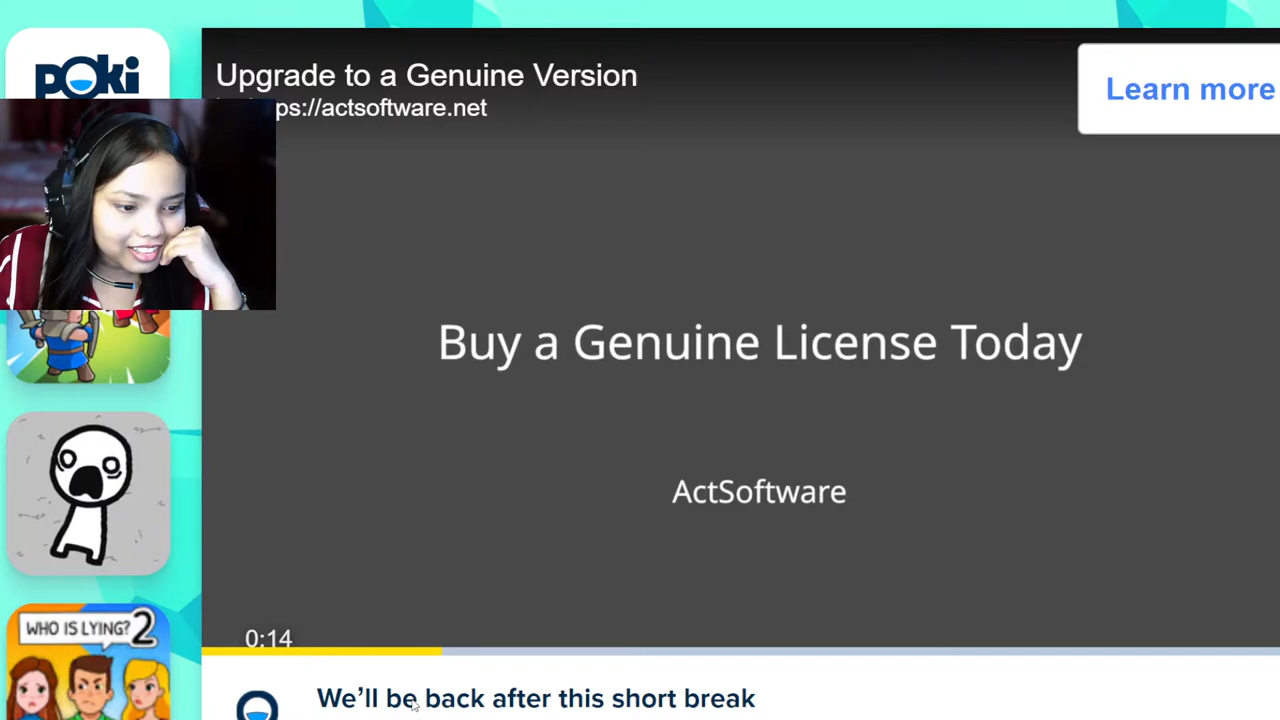 poki
Upgrade to a Genuine Version
ps://actsoftware.net
Learn more
Buy a Genuine License Today
ActSoftware
WHO IS LYING? 2
0:14
We'll be back after this short break